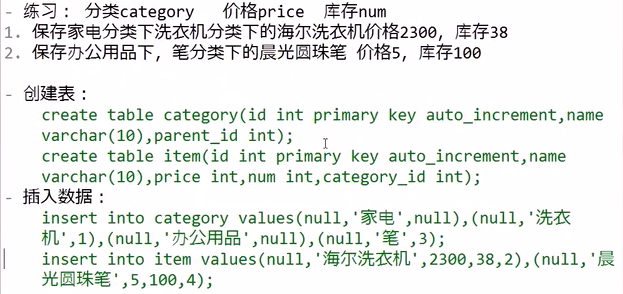 - 练习： 分类category   价格price  库存num
1. 保存家电分类下洗衣机分类下的海尔洗衣机价格2300，库存38
2. 保存办公用品下，笔分类下的晨光圆珠笔 价格5，库存100
- 创建表：
create table category(id int primary key auto_increment,name
varchar(10),parent_id int);
create table item(id int primary key auto_increment,name
varchar(10),price int,num int,category_id int);
- 插入数据：
insert into category values(null,'家电',null),(null,'洗衣
机',1),(null,'办公用品',null),(null,'笔',3);
insert into item values(null,'海尔洗衣机',2300,38,2),(null,'晨
光圆珠笔',5,100,4);